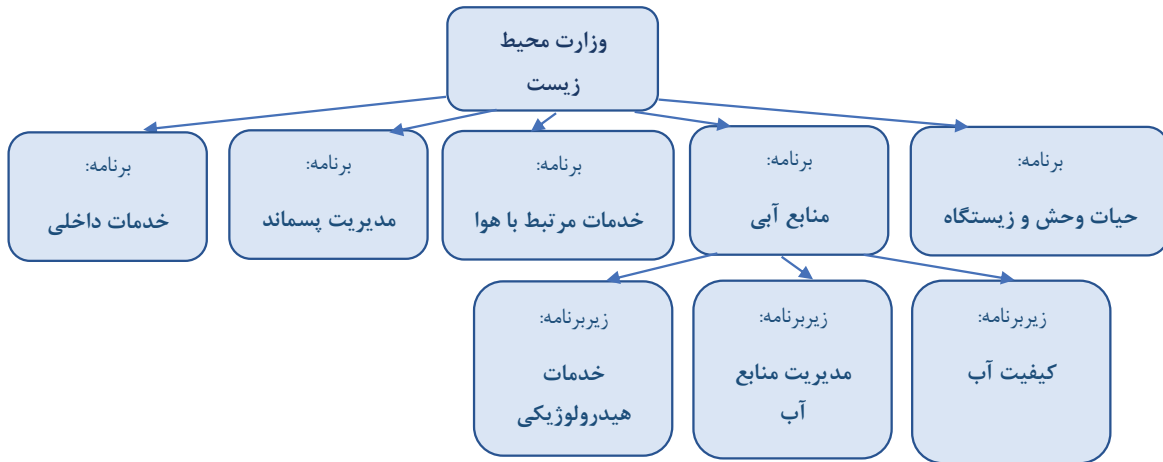 وزارت محیط
زیست
برنامه:
حیات وحش و زیستگاه
برنامه:
منابع آبی
برنامه:
خدمات مرتبط با هوا
برنامه:
مدیریت پسماند
برنامه:
خدمات داخلی
زیربرنامه:
کیفیت آب
زیربرنامه:
مدیریت منابع
آب
زیربرنامه:
خدمات
هیدرولوژیکی